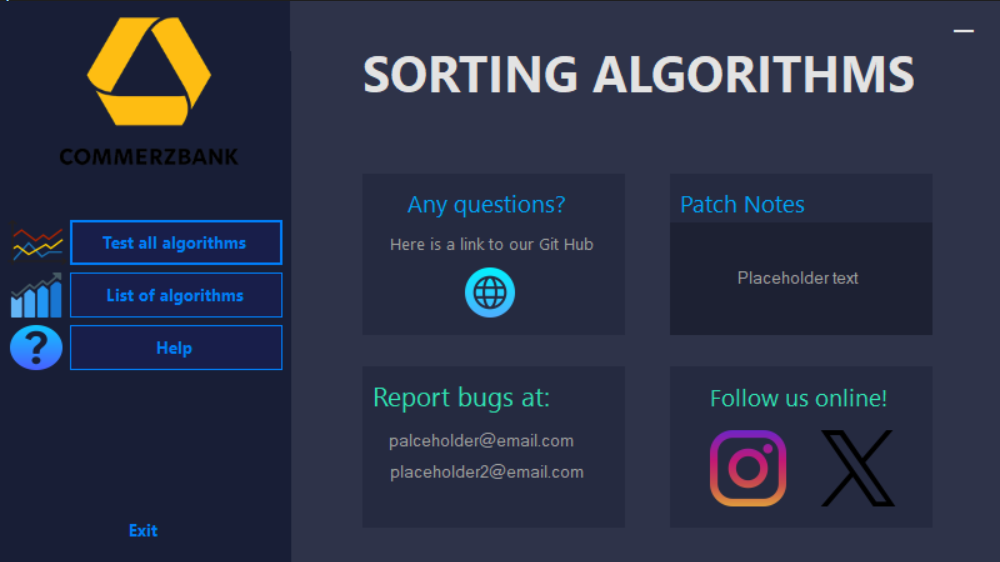 COMMERZBANK
Test all algorithms
List of algorithms
Help
Exit
SORTING ALGORITHMS
Any questions?
Here is a link to our Git Hub
Patch Notes
Placeholder text
Report bugs at:
palceholder@email.com
placeholder2@email.com
Follow us online!